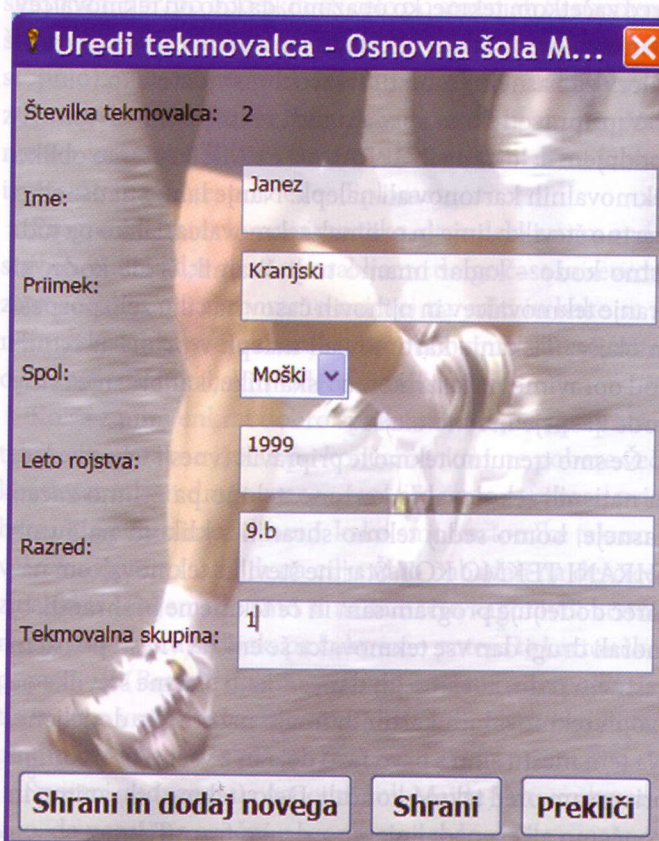 Uredi tekmovalca - Osnovna šola M...
Številka tekmovalca: 2
Ime: Janez
Priimek: Kranjski
Spol: Moški
Leto rojstva: 1999
Razred: 9.b
Tekmovalna skupina: 1
Shrani in dodaj novega Shrani Prekliči